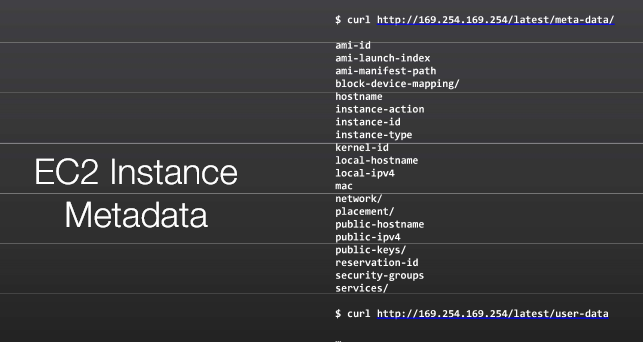 EC2 Instance
Metadata
$ curl http://169.254.169.254/latest/meta-data/
ami-id
ami-launch-index
ami-manifest-path
block-device-mapping/
hostname
instance-action
instance-id
instance-type
kernel-id
local-hostname
local-ipv4
mac
network/
placement/
public-hostname
public-ipv4
public-keys/
reservation-id
security-groups
services/
$ curl http://169.254.169.254/latest/user-data
…